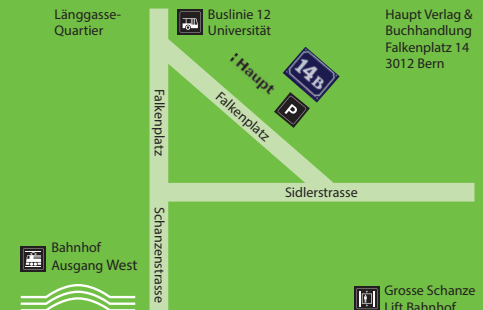 Länggasse-
Quartier
Buslinie 12
Universität
Haupt Verlag &
Buchhandlung
Falkenplatz 14
3012 Bern
Haupt
14B
P
Falkenplatz
Falkenplatz
Sidlerstrasse
Schanzenstrasse
Bahnhof
Ausgang West
Grosse Schanze
Lift Bahnhof